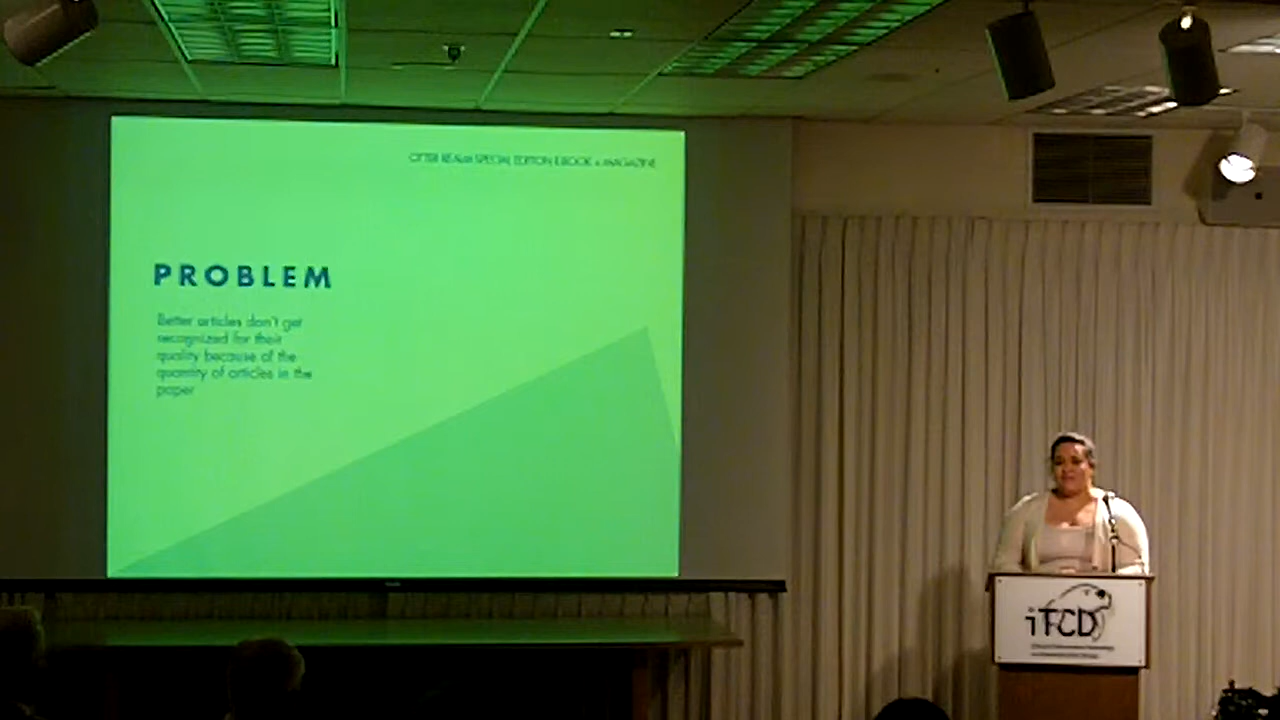 OTTER REALM SPECIAL EDITION E-BOOK + MAGAZINE
PROBLEM
Better articles don't get
recognized for their
quality because of the
quantity of articles in the
paper
iTCD